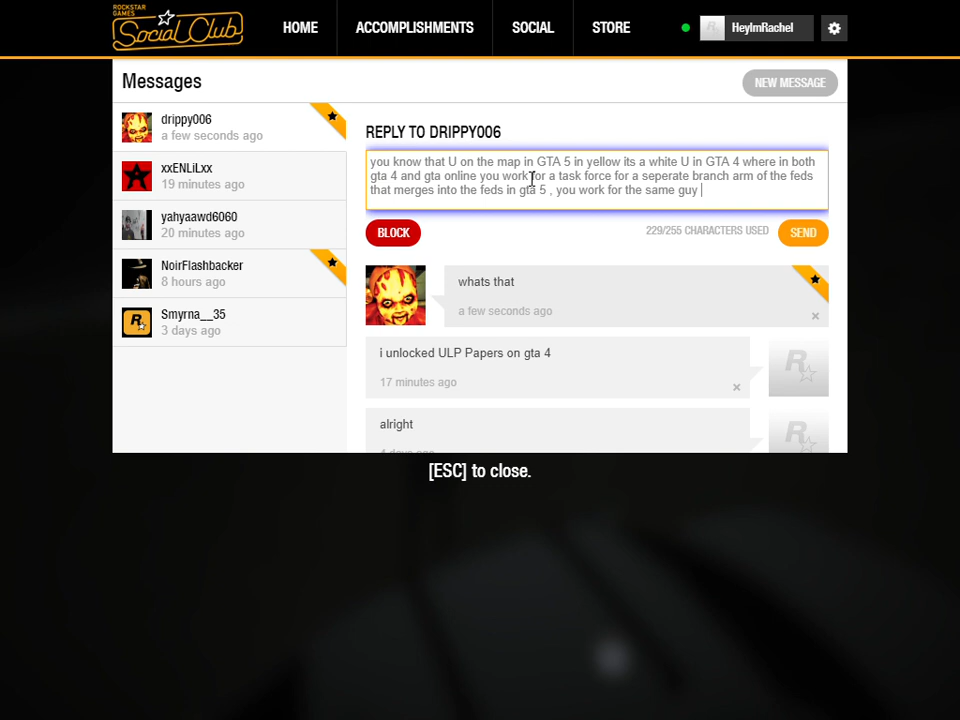 ROCKSTAR
GAMES
Social Club
HOME
ACCOMPLISHMENTS
SOCIAL
STORE
HeyImRachel
Messages
NEW MESSAGE
drippy006
a few seconds ago
xxENLiLxx
19 minutes ago
yahyaawd6060
20 minutes ago
NoirFlashbacker
8 hours ago
Smyrna__35
3 days ago
REPLY TO DRIPPY006
you know that U on the map in GTA 5 in yellow its a white U in GTA 4 where in both
gta 4 and gta online you work for a task force for a seperate branch arm of the feds
that merges into the feds in gta 5 , you work for the same guy
BLOCK
229/255 CHARACTERS USED
SEND
whats that
a few seconds ago
i unlocked ULP Papers on gta 4
17 minutes ago
alright
4 days ago
[ESC] to close.